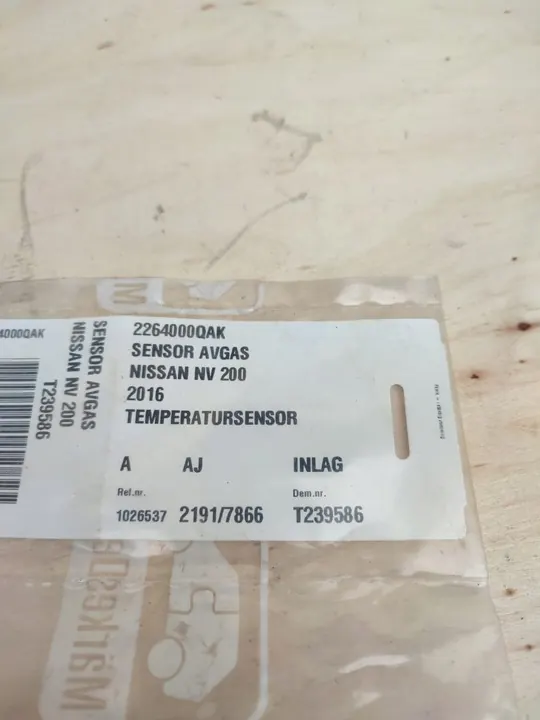 2264000QAK
SENSOR AVGAS
NISSAN NV 200
2016
TEMPERATURSENSOR
A AJ INLAG
Ref.nr. Dem.nr.
1026537 2191/7866 T239586
4000QAK
SENSOR AVGAS
NISSAN NV 200
T239586